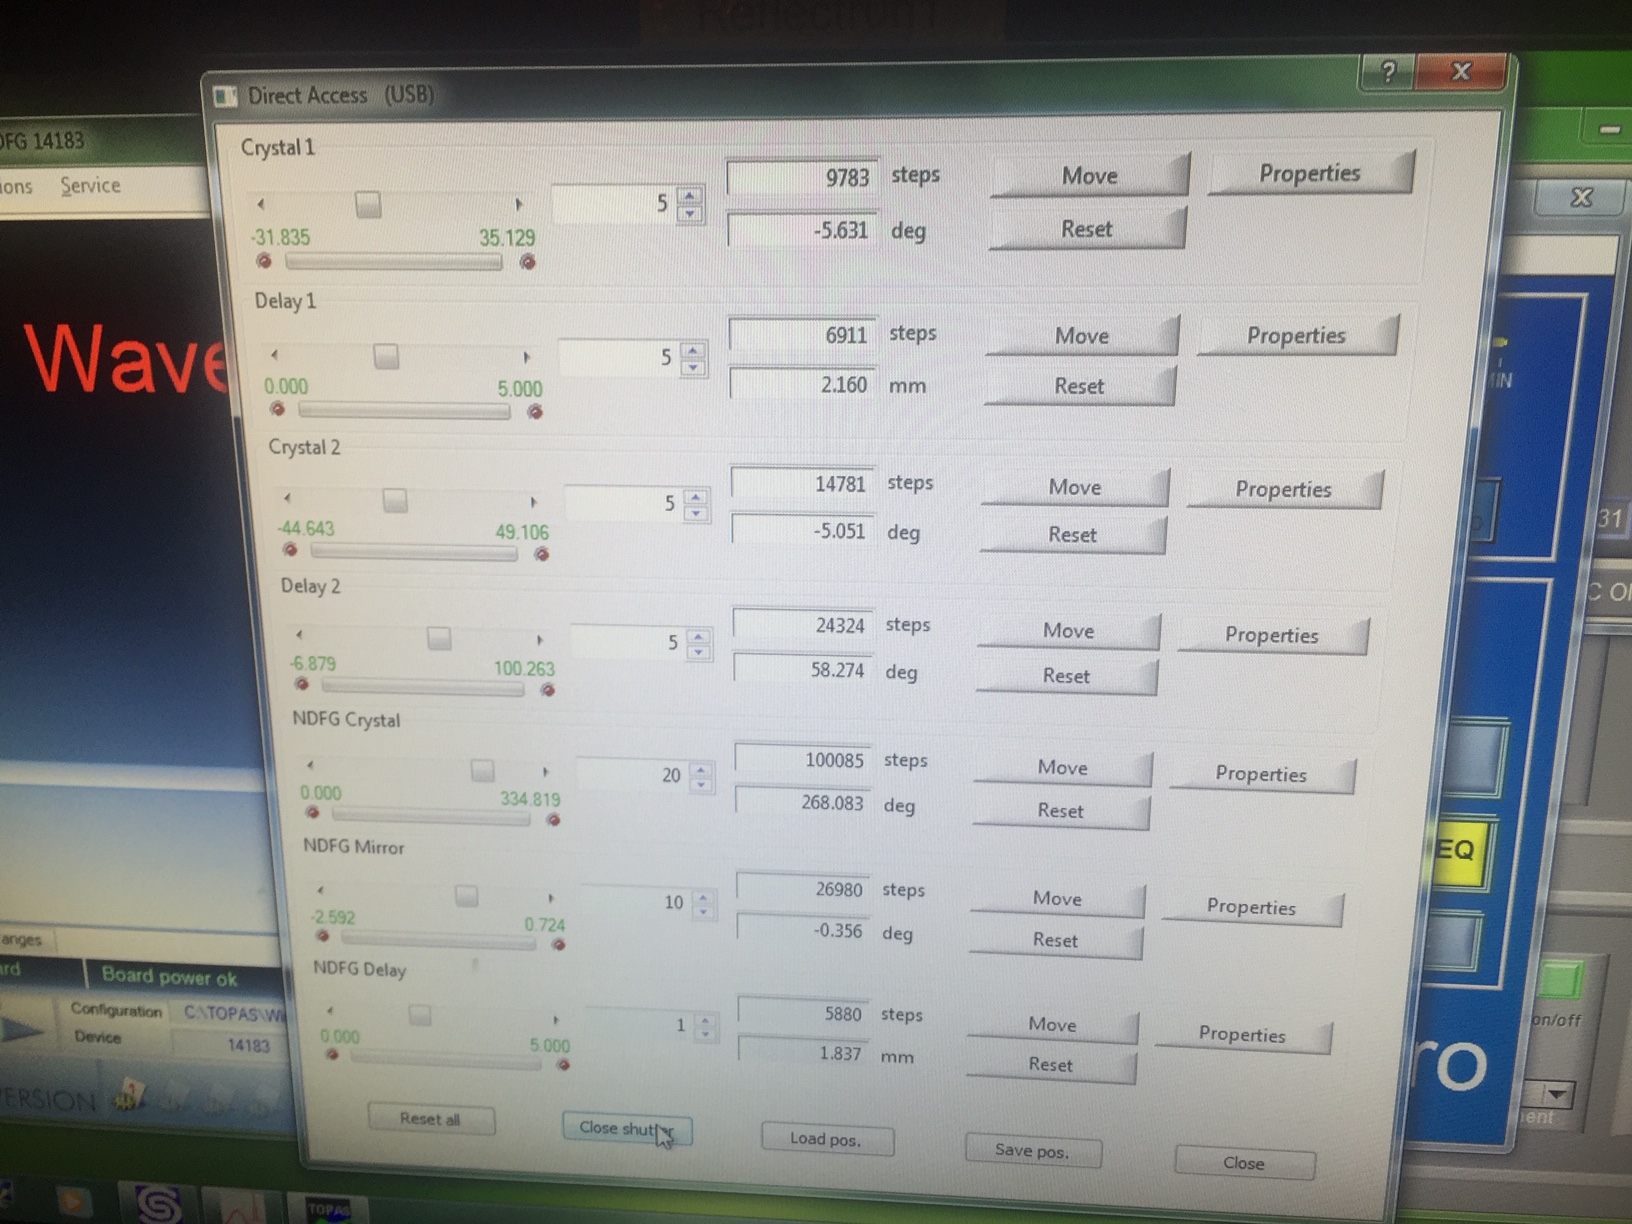 Reflectron1
Direct Access (USB)
?
X
DFG 14183
ions Service
X
Wave
Crystal 1
5
9783 steps
Move
Properties
-31.835 35.129
-5.631 deg
Reset
Delay 1
5
6911 steps
Move
Properties
0.000 5.000
2.160 mm
Reset
IIN
Crystal 2
5
14781 steps
Move
Properties
-44.643 49.106
-5.051 deg
Reset
31
Delay 2
5
24324 steps
Move
Properties
-6.879 100.263
58.274 deg
Reset
NDFG Crystal
20
100085 steps
Move
Properties
0.000 334.819
268.083 deg
Reset
EQ
NDFG Mirror
10
26980 steps
Move
Properties
-2.592 0.724
-0.356 deg
Reset
NDFG Delay
1
5880 steps
Move
Properties
0.000 5.000
1.837 mm
Reset
anges
ard
Board power ok
Configuration C:\TOPAS\Wi
Device 14183
ERSION
on/off
ro
ent
Reset all
Close shutter
Load pos.
Save pos.
Close
TOPAS